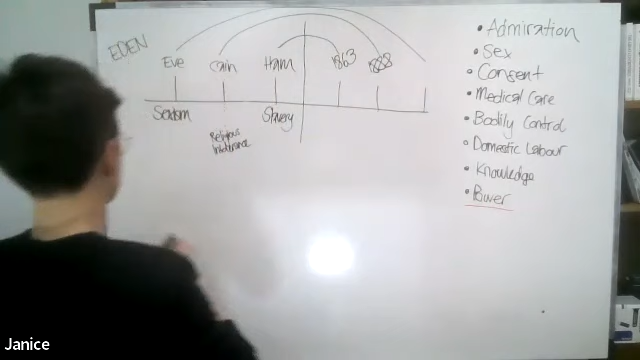 EDEN
Eve
Cain
Ham
1863
1888
Sexism
Religious
Intolerance
Slavery
• Admiration
• Sex
• Consent
• Medical Care
• Bodily Control
• Domestic Labour
• Knowledge
• Power
Janice